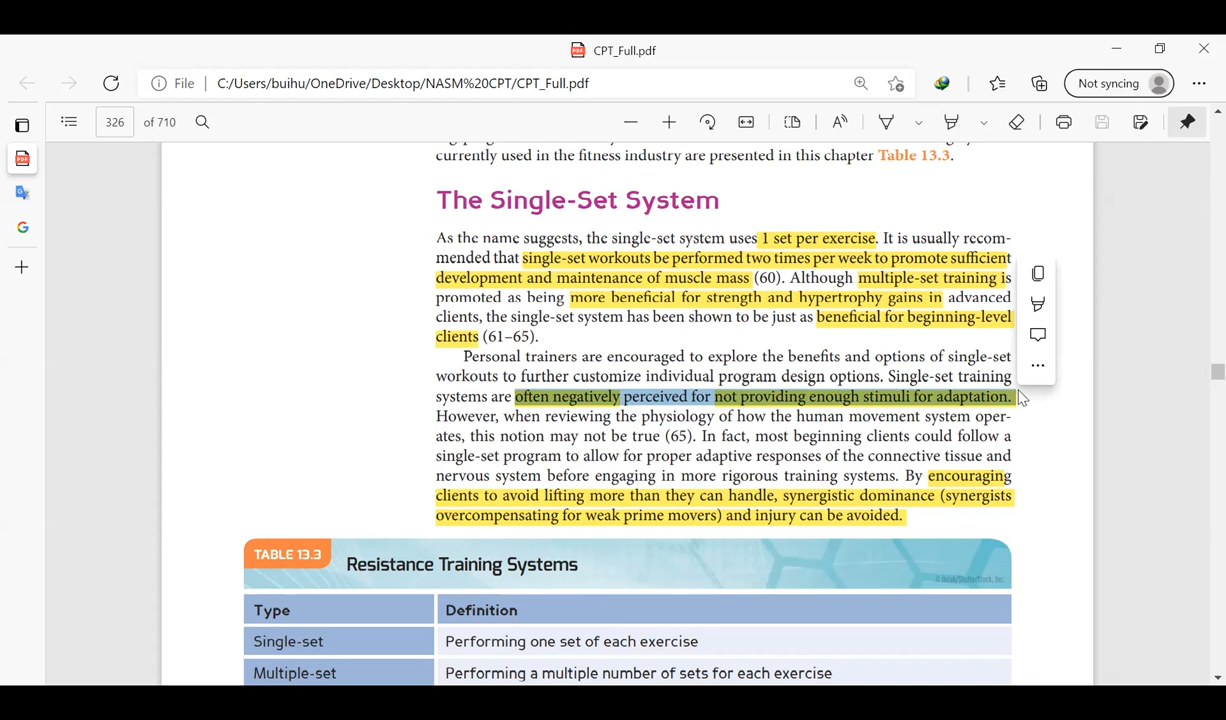 CPT_Full.pdf
File
C:/Users/buihu/OneDrive/Desktop/NASM%20CPT/CPT_Full.pdf
Not syncing
326 of 710
currently used in the fitness industry are presented in this chapter Table 13.3.
The Single-Set System
As the name suggests, the single-set system uses 1 set per exercise. It is usually recom-
mended that single-set workouts be performed two times per week to promote sufficient
development and maintenance of muscle mass (60). Although multiple-set training is
promoted as being more beneficial for strength and hypertrophy gains in advanced
clients, the single-set system has been shown to be just as beneficial for beginning-level
clients (61–65).
Personal trainers are encouraged to explore the benefits and options of single-set
workouts to further customize individual program design options. Single-set training
systems are often negatively perceived for not providing enough stimuli for adaptation.
However, when reviewing the physiology of how the human movement system oper-
ates, this notion may not be true (65). In fact, most beginning clients could follow a
single-set program to allow for proper adaptive responses of the connective tissue and
nervous system before engaging in more rigorous training systems. By encouraging
clients to avoid lifting more than they can handle, synergistic dominance (synergists
overcompensating for weak prime movers) and injury can be avoided.
TABLE 13.3
Resistance Training Systems
Type Definition
Single-set Performing one set of each exercise
Multiple-set Performing a multiple number of sets for each exercise